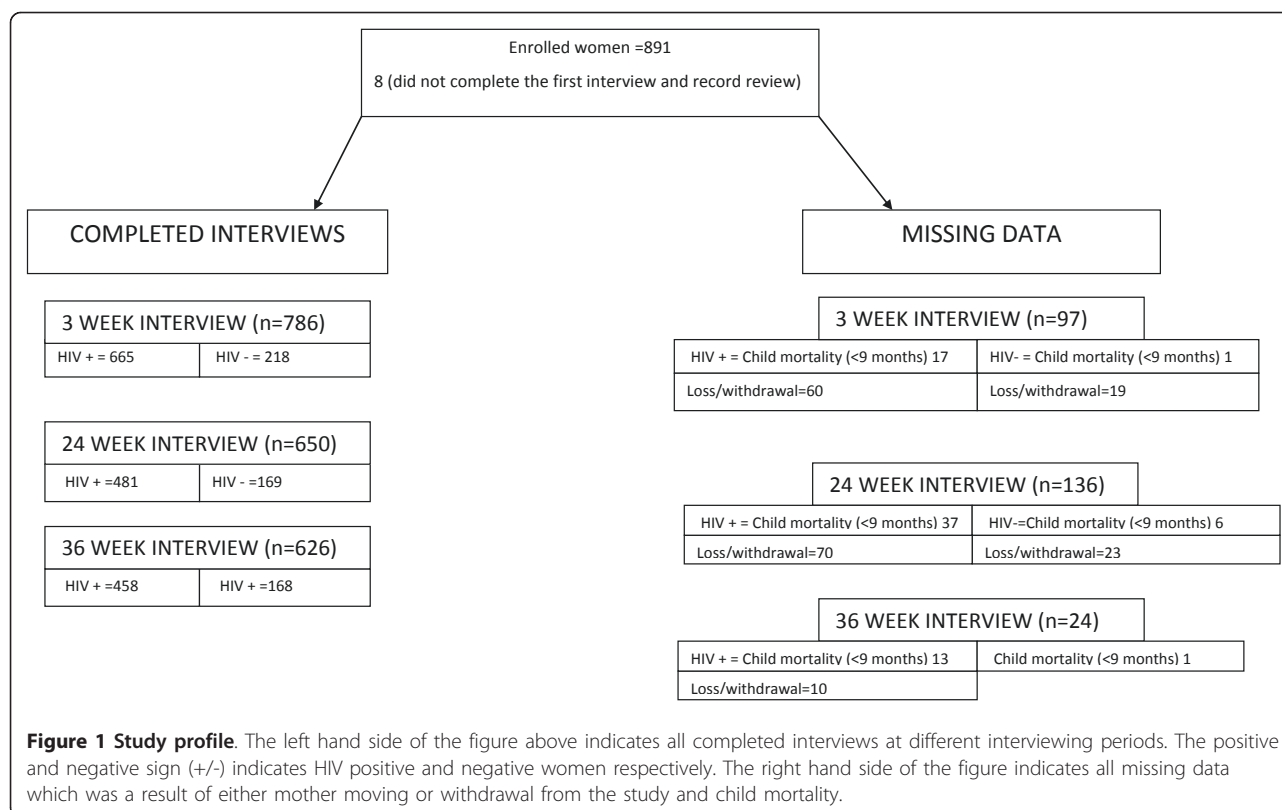 Enrolled women =891
8 (did not complete the first interview and record review)
COMPLETED INTERVIEWS
3 WEEK INTERVIEW (n=786)
HIV + = 665
HIV - = 218
24 WEEK INTERVIEW (n=650)
HIV + =481
HIV - =169
36 WEEK INTERVIEW (n=626)
HIV + =458
HIV + =168
MISSING DATA
3 WEEK INTERVIEW (n=97)
HIV + = Child mortality (<9 months) 17
HIV- = Child mortality (<9 months) 1
Loss/withdrawal=60
Loss/withdrawal=19
24 WEEK INTERVIEW (n=136)
HIV + = Child mortality (<9 months) 37
HIV-=Child mortality (<9 months) 6
Loss/withdrawal=70
Loss/withdrawal=23
36 WEEK INTERVIEW (n=24)
HIV + = Child mortality (<9 months) 13
Child mortality (<9 months) 1
Loss/withdrawal=10
Figure 1 Study profile. The left hand side of the figure above indicates all completed interviews at different interviewing periods. The positive
and negative sign (+/-) indicates HIV positive and negative women respectively. The right hand side of the figure indicates all missing data
which was a result of either mother moving or withdrawal from the study and child mortality.